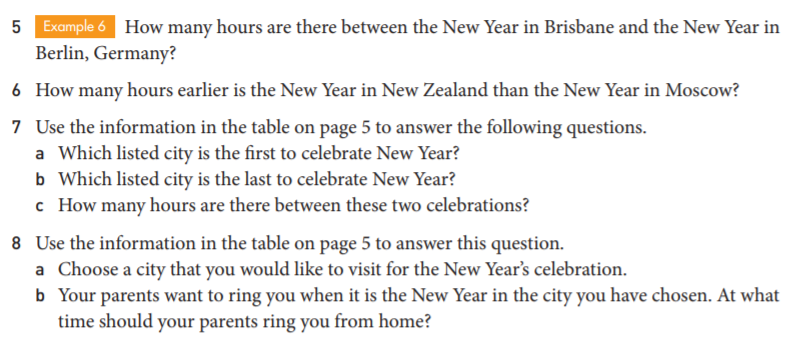 5 Example 6 How many hours are there between the New Year in Brisbane and the New Year in
Berlin, Germany?
6 How many hours earlier is the New Year in New Zealand than the New Year in Moscow?
7 Use the information in the table on page 5 to answer the following questions.
a Which listed city is the first to celebrate New Year?
b Which listed city is the last to celebrate New Year?
c How many hours are there between these two celebrations?
8 Use the information in the table on page 5 to answer this question.
a Choose a city that you would like to visit for the New Year’s celebration.
b Your parents want to ring you when it is the New Year in the city you have chosen. At what
time should your parents ring you from home?